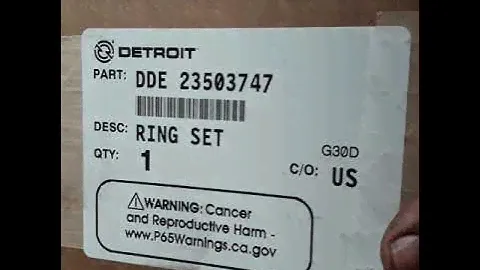 DETROIT
PART: DDE 23503747
DESC: RING SET
G30D
QTY: 1 C/O: US
⚠WARNING: Cancer
and Reproductive Harm -
www.P65Warnings.ca.gov